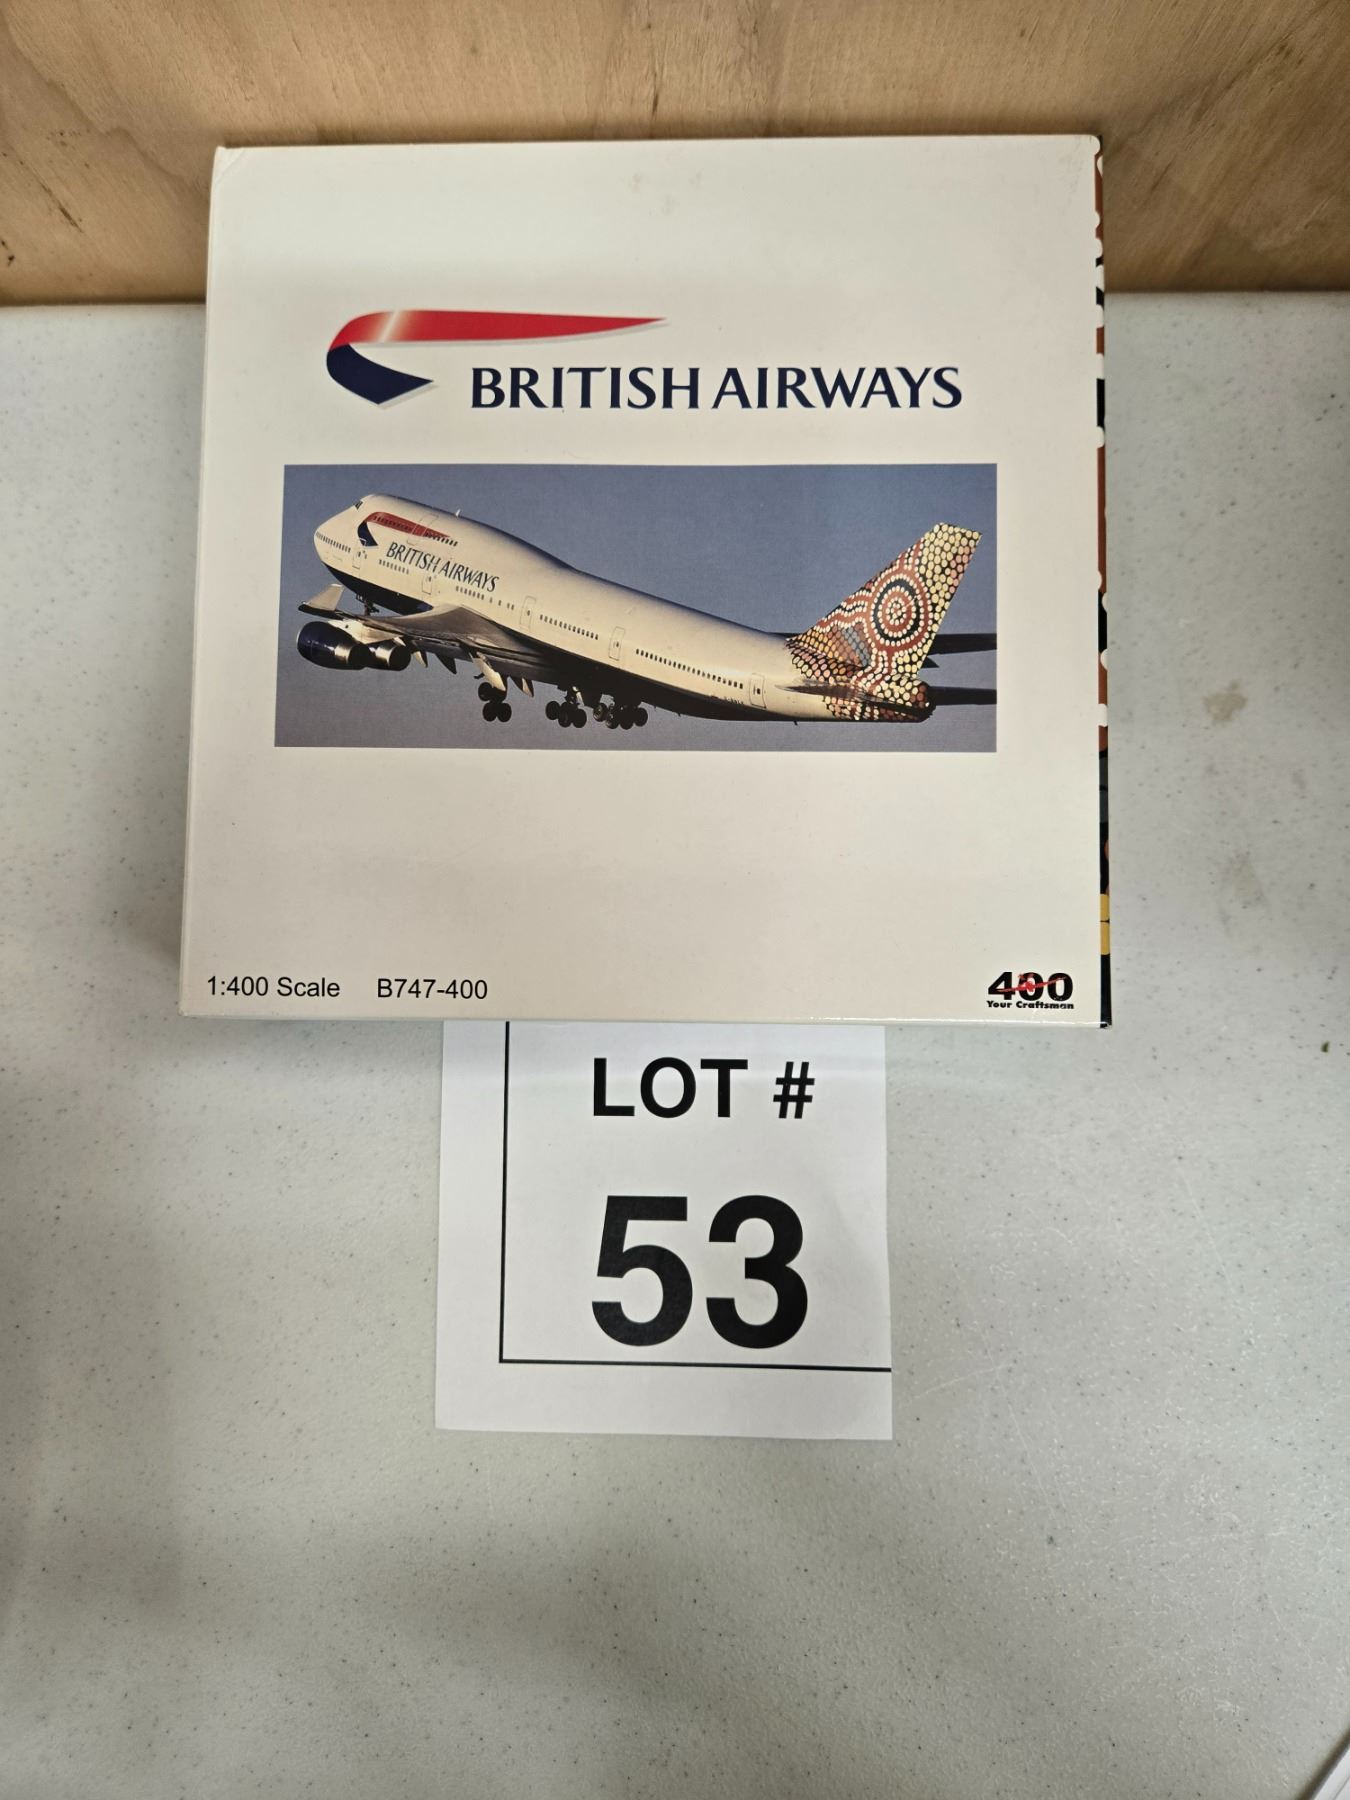 BRITISH AIRWAYS
BRITISH AIRWAYS
1:400 Scale B747-400
400
Your Craftsman
LOT #
53